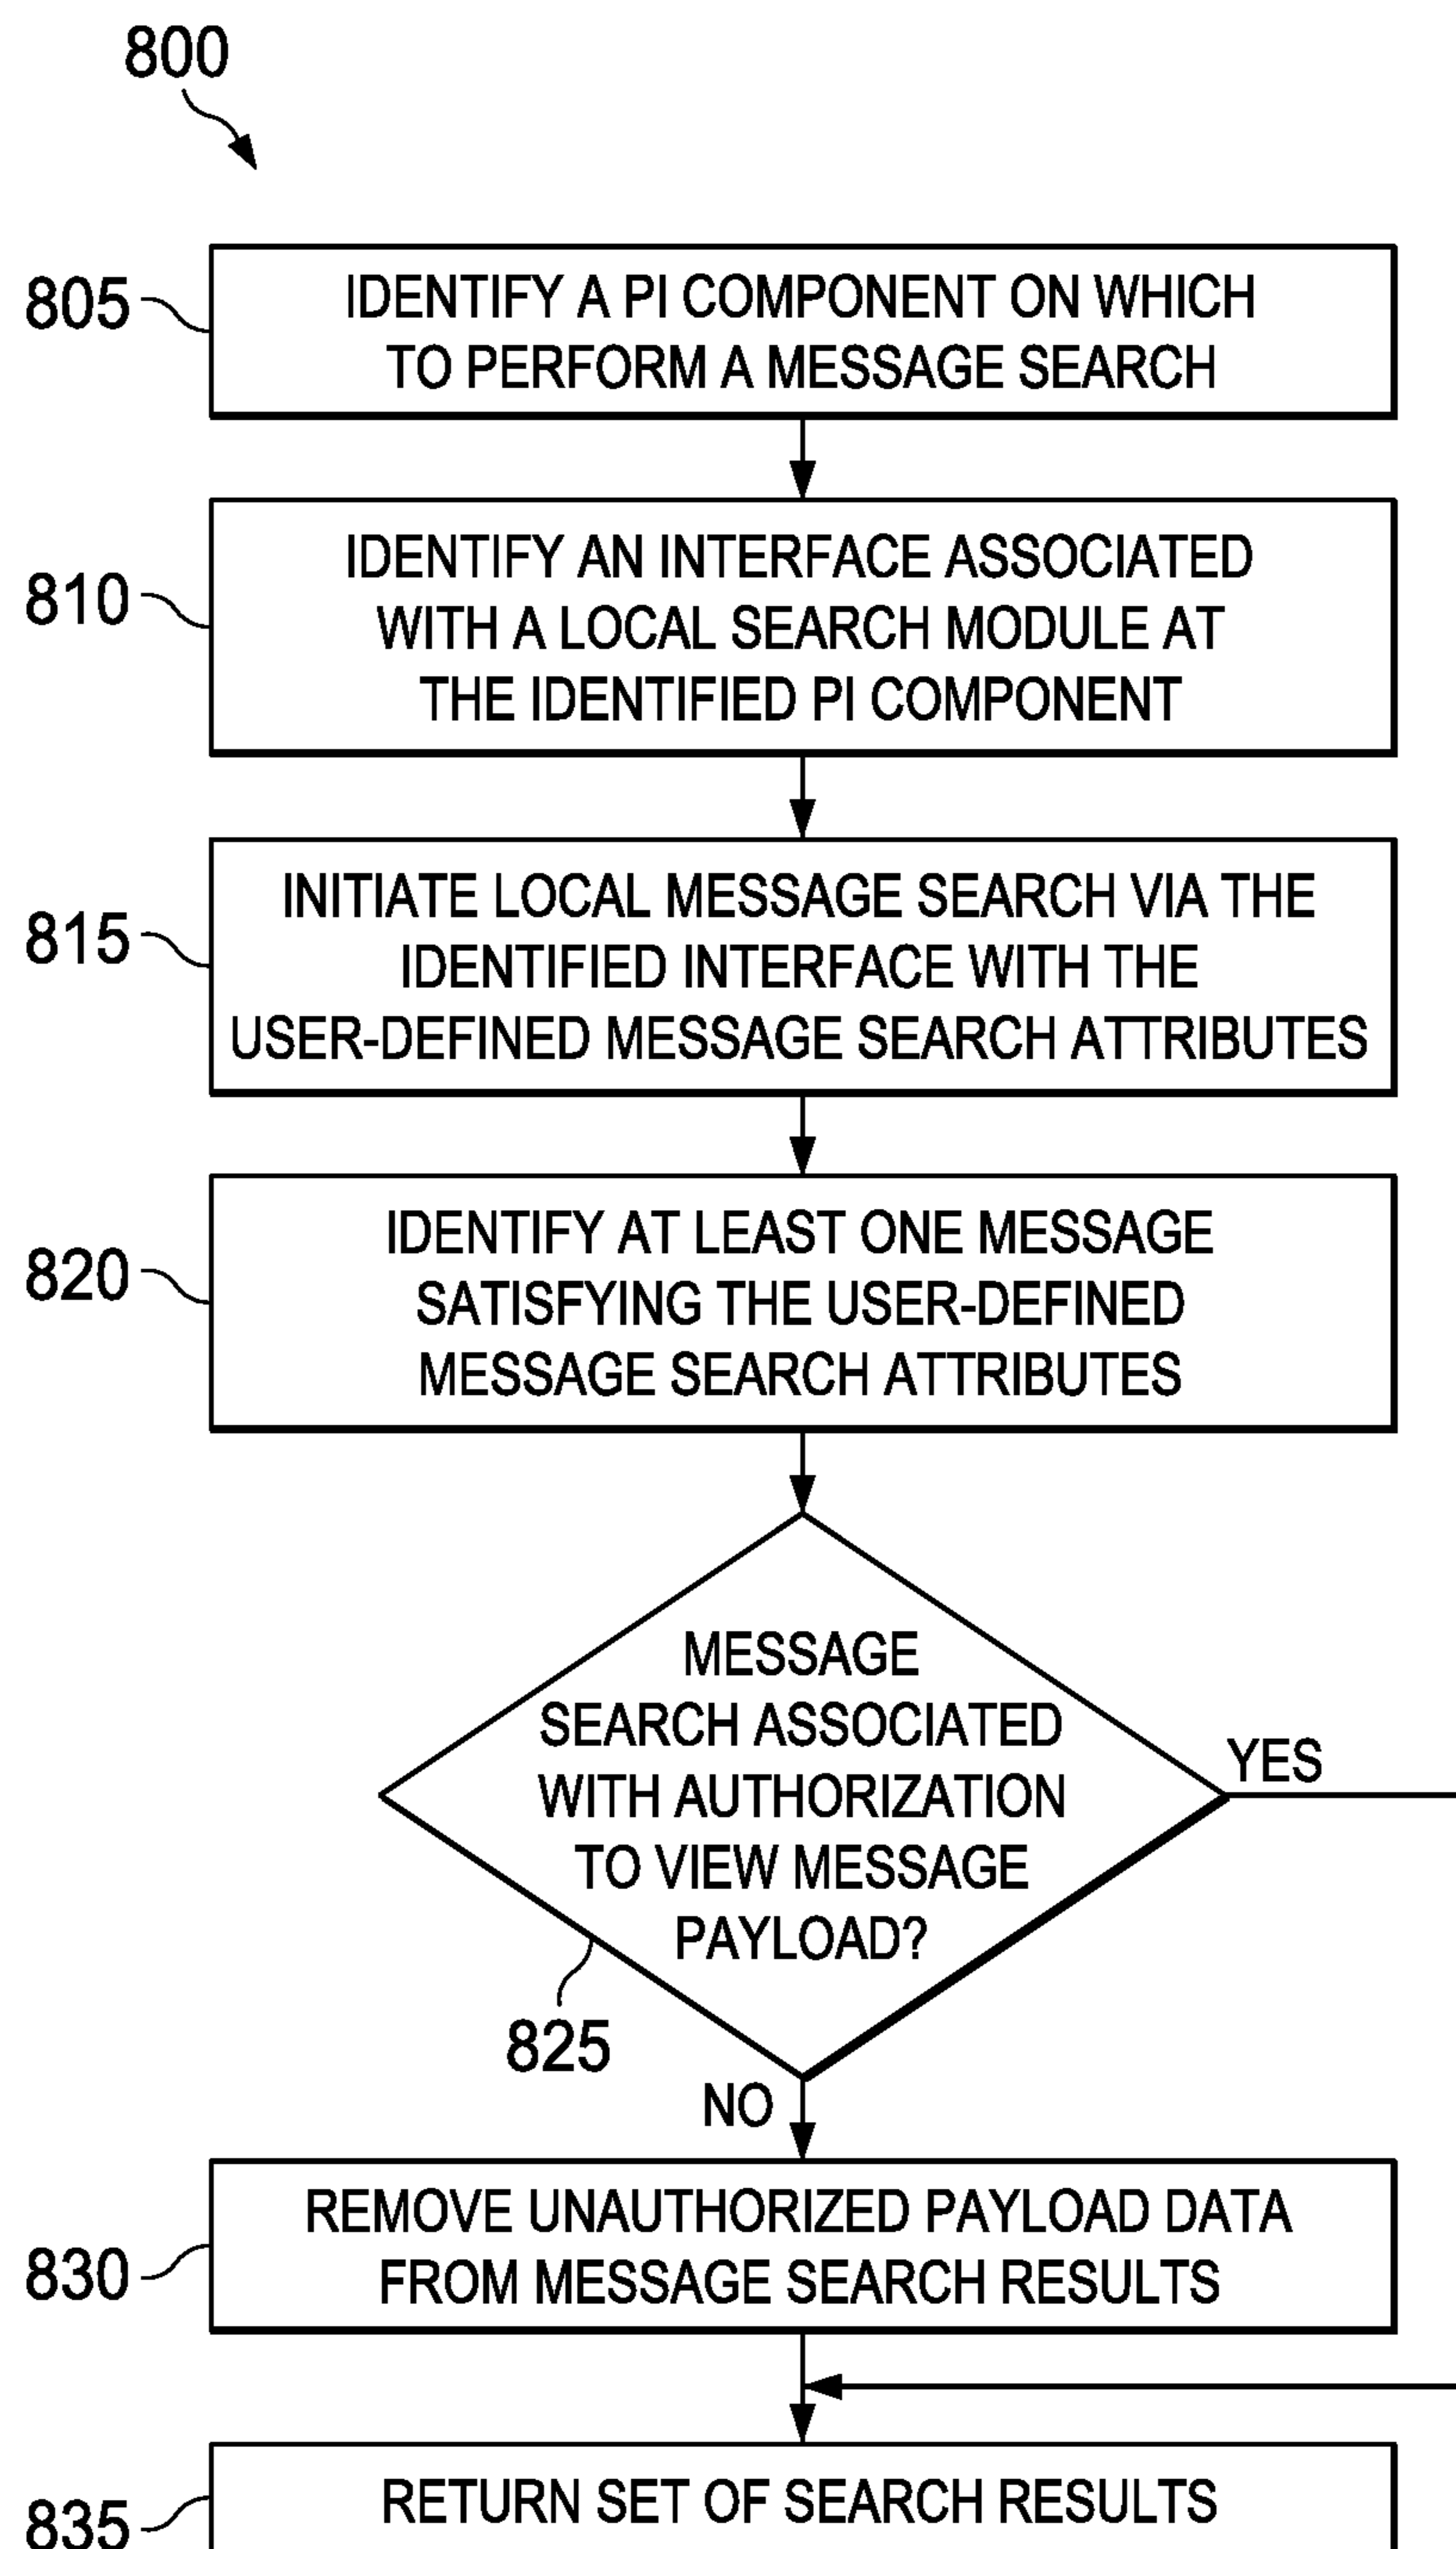 800
805
IDENTIFY A PI COMPONENT ON WHICH
TO PERFORM A MESSAGE SEARCH
810
IDENTIFY AN INTERFACE ASSOCIATED
WITH A LOCAL SEARCH MODULE AT
THE IDENTIFIED PI COMPONENT
815
INITIATE LOCAL MESSAGE SEARCH VIA THE
IDENTIFIED INTERFACE WITH THE
USER-DEFINED MESSAGE SEARCH ATTRIBUTES
820
IDENTIFY AT LEAST ONE MESSAGE
SATISFYING THE USER-DEFINED
MESSAGE SEARCH ATTRIBUTES
MESSAGE
SEARCH ASSOCIATED
WITH AUTHORIZATION
TO VIEW MESSAGE
PAYLOAD?
YES
825
NO
830
REMOVE UNAUTHORIZED PAYLOAD DATA
FROM MESSAGE SEARCH RESULTS
835
RETURN SET OF SEARCH RESULTS